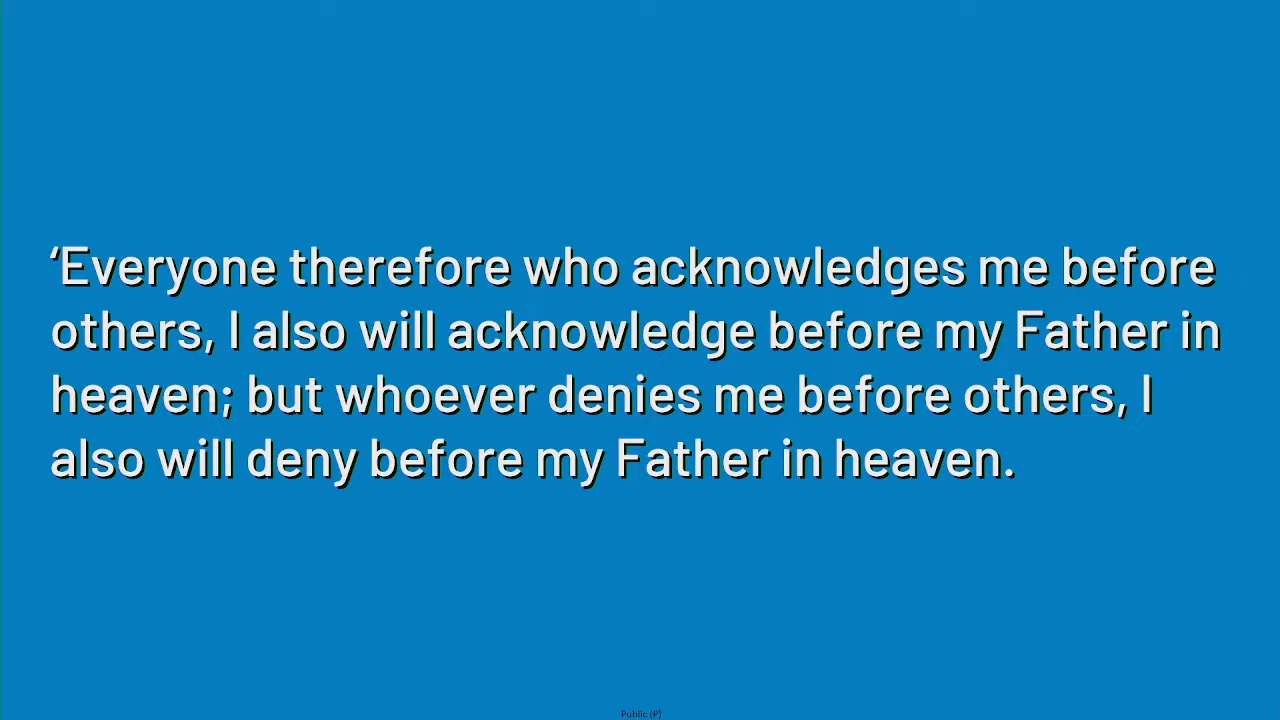 ‘Everyone therefore who acknowledges me before
others, I also will acknowledge before my Father in
heaven; but whoever denies me before others, I
also will deny before my Father in heaven.
Public (P)